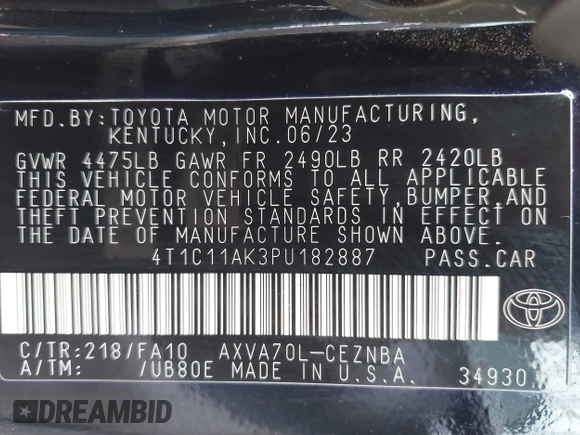 MFD.BY:TOYOTA MOTOR MANUFACTURING,
KENTUCKY,INC.06/23
GVWR 4475LB GAWR FR 2490LB RR 2420LB
THIS VEHICLE CONFORMS TO ALL APPLICABLE
FEDERAL MOTOR VEHICLE SAFETY,BUMPER,AND
THEFT PREVENTION STANDARDS IN EFFECT ON
THE DATE OF MANUFACTURE SHOWN ABOVE.
4T1C11AK3PU182887 PASS.CAR
TOYOTA
C/TR:218/FA10 AXVA70L-CEZNBA
A/TM: /UB80E MADE IN U.S.A. 34930
DREAMBID